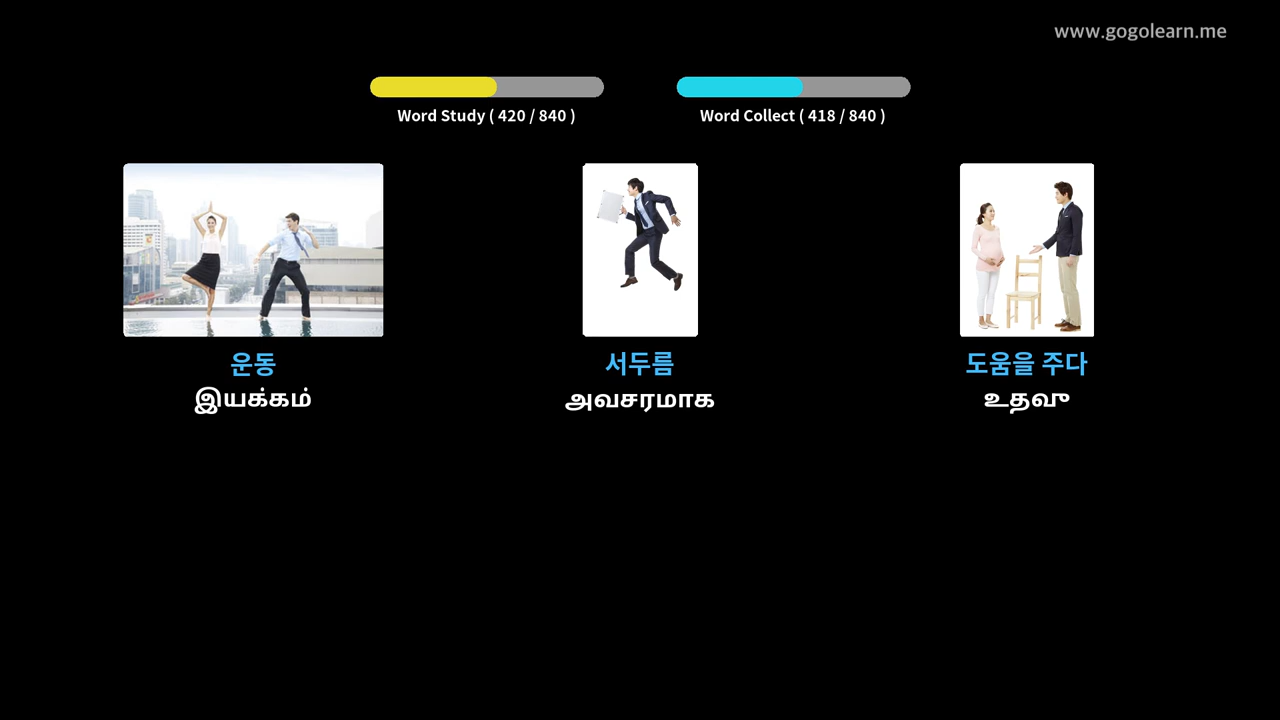 www.gogolearn.me
Word Study ( 420 / 840 )
Word Collect ( 418 / 840 )
운동
இயக்கம்
서두름
அவசரமாக
도움을 주다
உதவு